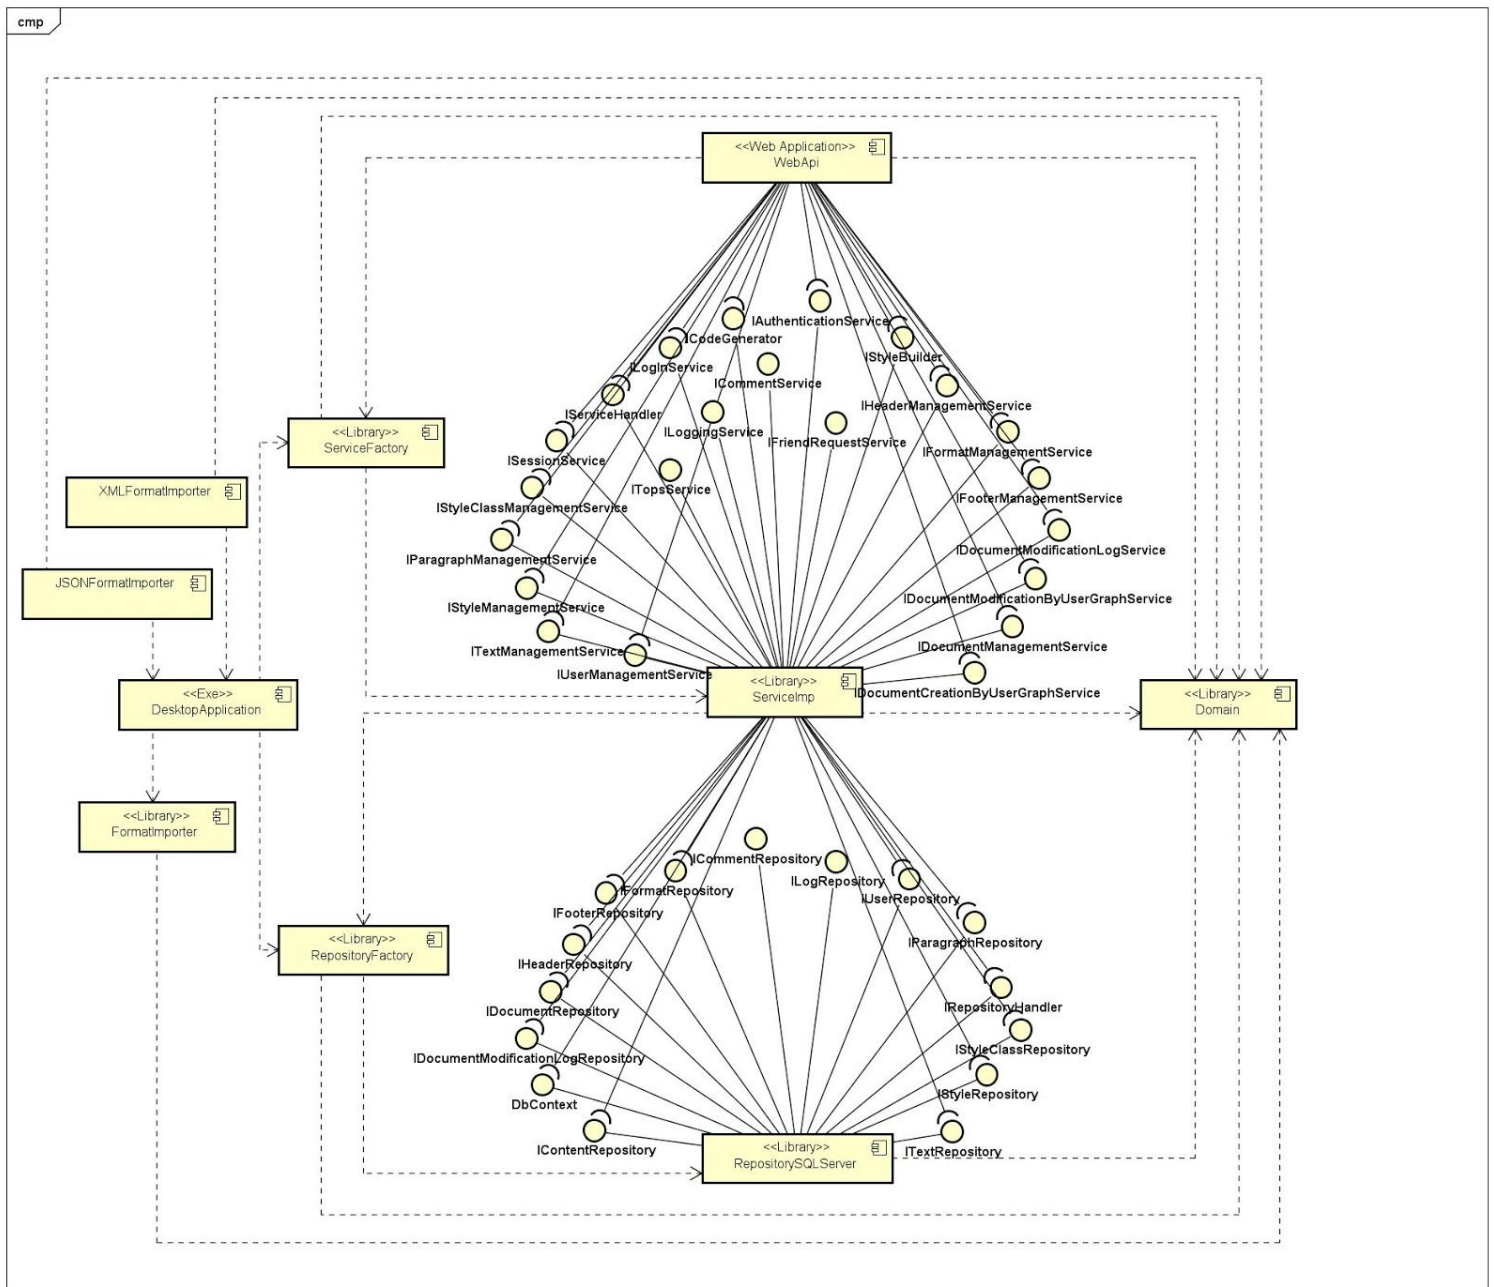 cmp
<<Web Application>>
WebApi
IAuthenticationService
ICodeGenerator
IStyleBuilder
ILogInService
ICommentService
IHeaderManagementService
IServiceHandler
ILoggingService
IFriendRequestService
IFormatManagementService
<<Library>>
ServiceFactory
ISessionService
ITopsService
IFooterManagementService
XMLFormatImporter
IStyleClassManagementService
IDocumentModificationLogService
IParagraphManagementService
JSONFormatImporter
IStyleManagementService
IDocumentModificationByUserGraphService
ITextManagementService
IDocumentManagementService
IUserManagementService
<<Library>>
ServiceImp
IDocumentCreationByUserGraphService
<<Exe>>
DesktopApplication
<<Library>>
Domain
<<Library>>
FormatImporter
ICommentRepository
ILogRepository
IFormatRepository
IUserRepository
IFooterRepository
IParagraphRepository
<<Library>>
RepositoryFactory
IHeaderRepository
IDocumentRepository
IRepositoryHandler
IDocumentModificationLogRepository
IStyleClassRepository
DbContext
IStyleRepository
IContentRepository
<<Library>>
RepositorySQLServer
ITextRepository